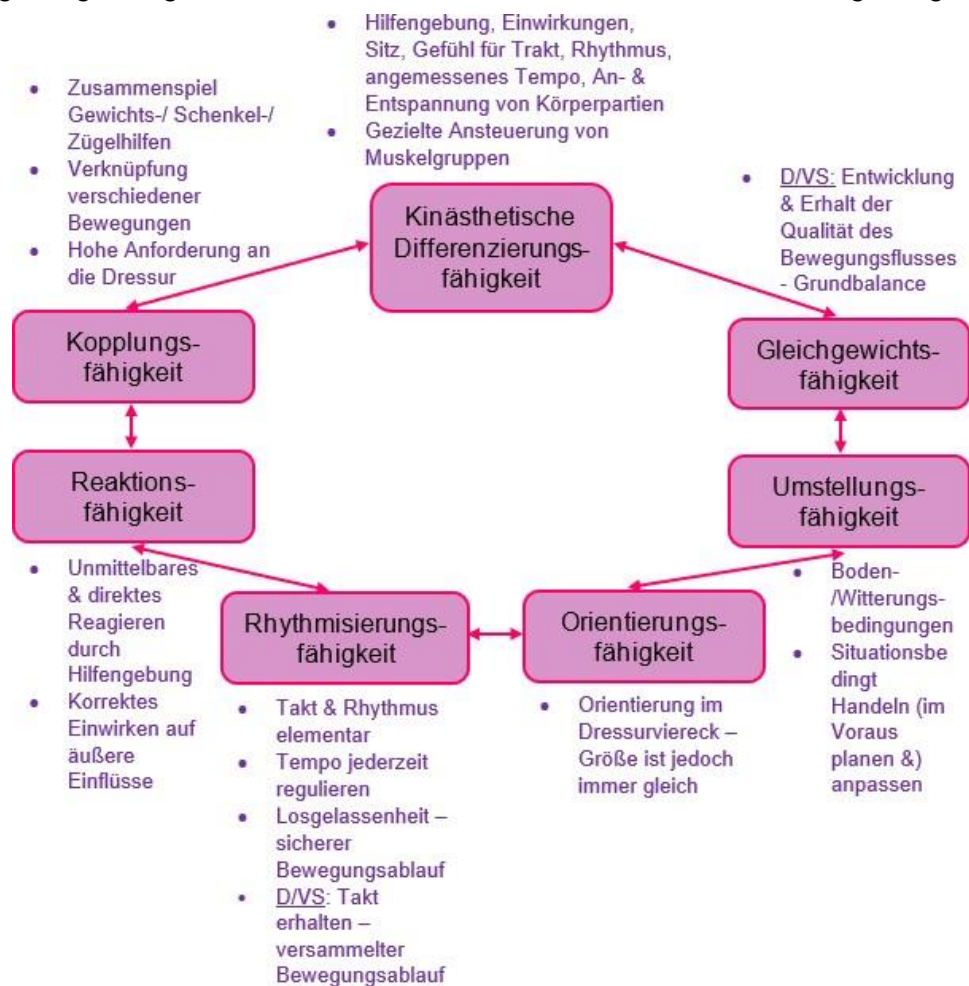 Hilfengebung, Einwirkungen,
Sitz, Gefühl für Trakt, Rhythmus,
angemessenes Tempo, An- &
Entspannung von Körperpartien
Gezielte Ansteuerung von
Muskelgruppen
Zusammenspiel
Gewichts-/ Schenkel-/
Zügelhilfen
Verknüpfung
verschiedener
Bewegungen
Hohe Anforderung an
die Dressur
D/VS: Entwicklung
& Erhalt der
Qualität des
Bewegungsflusses
- Grundbalance
Kinästhetische
Differenzierungs-
fähigkeit
Kopplungs-
fähigkeit
Gleichgewichts-
fähigkeit
Reaktions-
fähigkeit
Umstellungs-
fähigkeit
Unmittelbares
& direktes
Reagieren
durch
Hilfengebung
Korrektes
Einwirken auf
äußere
Einflüsse
Rhythmisierungs-
fähigkeit
Orientierungs-
fähigkeit
Boden-
/Witterungs-
bedingungen
Situationsbe
dingt
Handeln (im
Voraus
planen &)
anpassen
Takt & Rhythmus
elementar
Tempo jederzeit
regulieren
Losgelassenheit –
sicherer
Bewegungsablauf
D/VS: Takt
erhalten –
versammelter
Bewegungsablauf
Orientierung im
Dressurviereck –
Größe ist jedoch
immer gleich